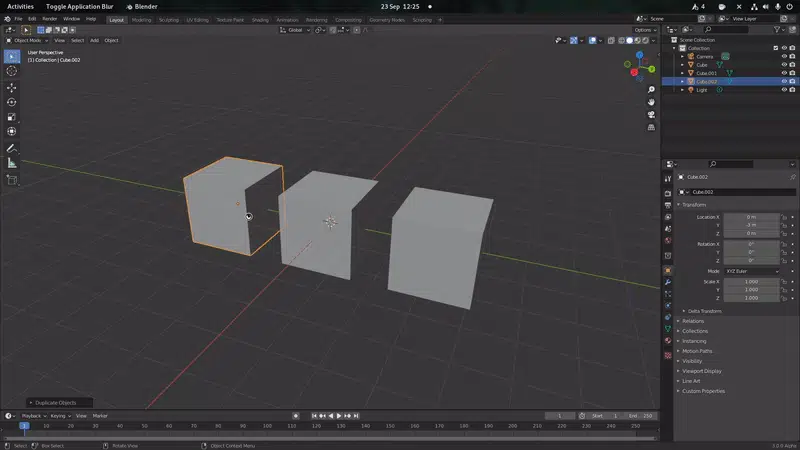 Activities Toggle Application Blur Blender 23 Sep 12:25 4
File Edit Render Window Help Layout Modeling Sculpting UV Editing Texture Paint Shading Animation Rendering Compositing Geometry Nodes Scripting Scene View Layer
Global Options
Object Mode View Select Add Object
User Perspective
(1) Collection | Cube.002
Scene Collection
Collection
Camera
Cube
Cube.001
Cube.002
Light
Cube.002
Cube.002
Transform
Location X 0 m
Y -3 m
Z 0 m
Rotation X 0°
Y 0°
Z 0°
Mode XYZ Euler
Scale X 1.000
Y 1.000
Z 1.000
Delta Transform
Relations
Collections
Instancing
Motion Paths
Visibility
Viewport Display
Line Art
Custom Properties
Duplicate Objects
Playback Keying View Marker 1 Start 1 End 250
1 10 20 30 40 50 60 70 80 90 100 110 120 130 140 150 160 170 180 190 200 210 220 230 240 250
Select Box Select Rotate View Object Context Menu 3.0.0 Alpha